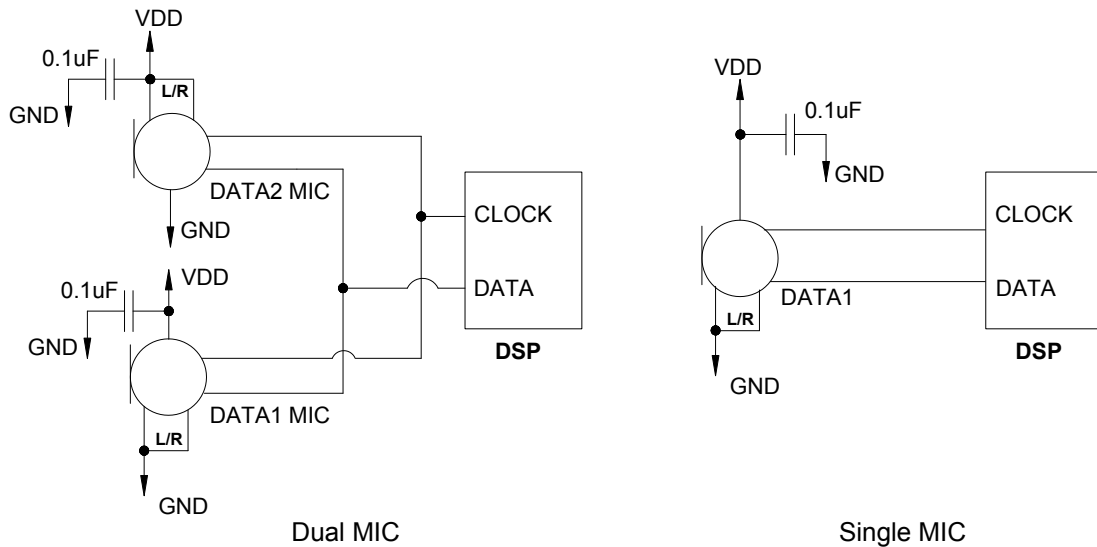 VDD
0.1uF
L/R
GND
DATA2 MIC
GND
VDD
0.1uF
GND
L/R
DATA1 MIC
GND
CLOCK
DATA
DSP
Dual MIC
VDD
0.1uF
GND
CLOCK
DATA
DATA1
L/R
GND
DSP
Single MIC